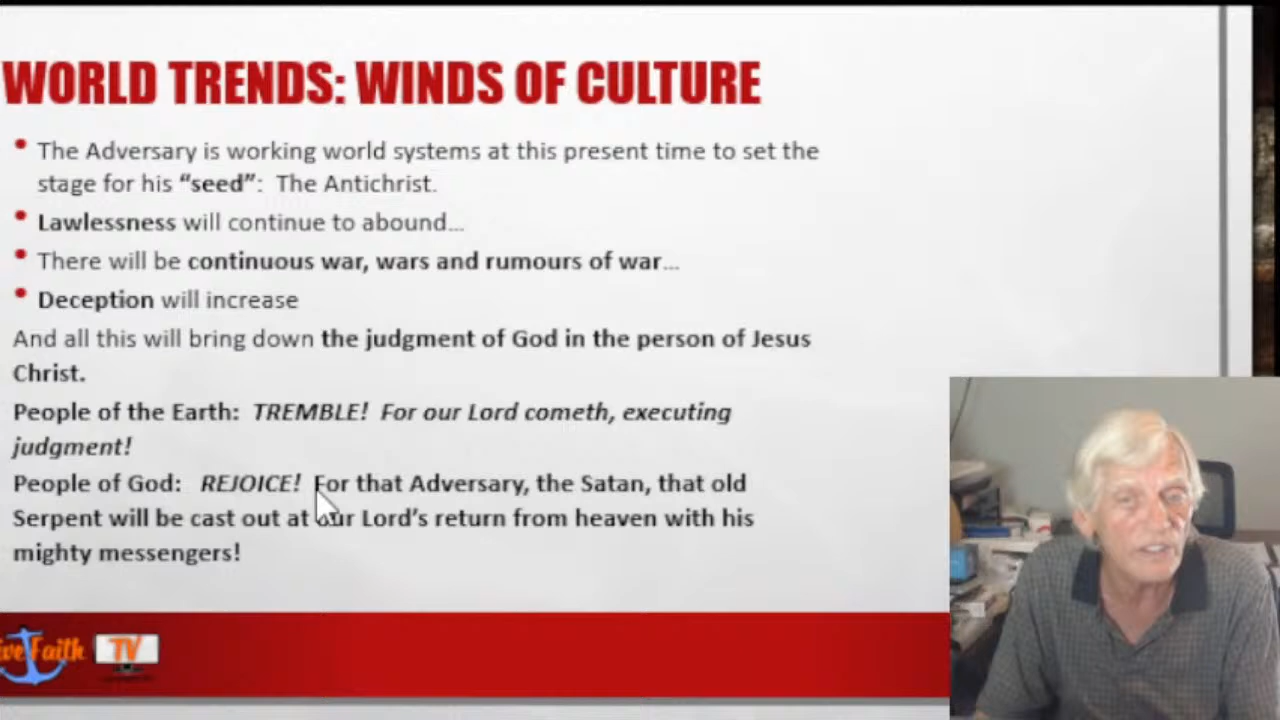 WORLD TRENDS: WINDS OF CULTURE
• The Adversary is working world systems at this present time to set the
stage for his “seed”: The Antichrist.
• Lawlessness will continue to abound...
• There will be continuous war, wars and rumours of war...
• Deception will increase
And all this will bring down the judgment of God in the person of Jesus
Christ.
People of the Earth: TREMBLE! For our Lord cometh, executing
judgment!
People of God: REJOICE! For that Adversary, the Satan, that old
Serpent will be cast out at our Lord’s return from heaven with his
mighty messengers!
Faith TV